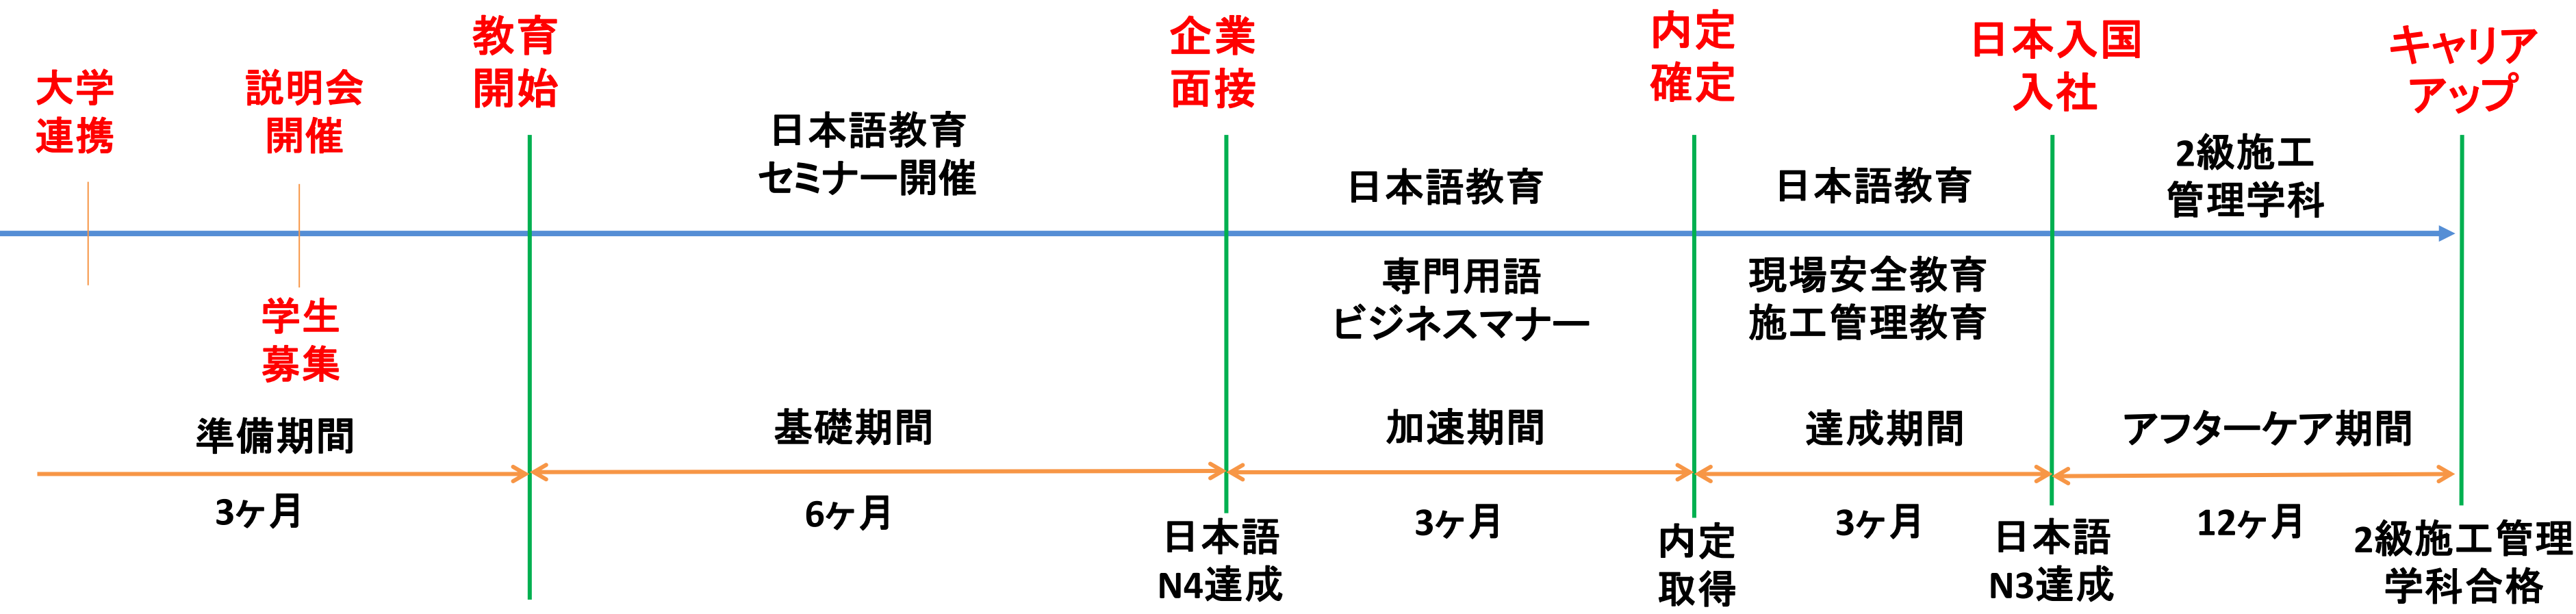 大学
連携
説明会
開催
教育
開始
企業
面接
内定
確定
日本入国
入社
キャリア
アップ
日本語教育
セミナー開催
日本語教育
日本語教育
2級施工
管理学科
学生
募集
専門用語
ビジネスマナー
現場安全教育
施工管理教育
準備期間
基礎期間
加速期間
達成期間
アフターケア期間
3ヶ月
6ヶ月
3ヶ月
3ヶ月
12ヶ月
日本語
N4達成
内定
取得
日本語
N3達成
2級施工管理
学科合格